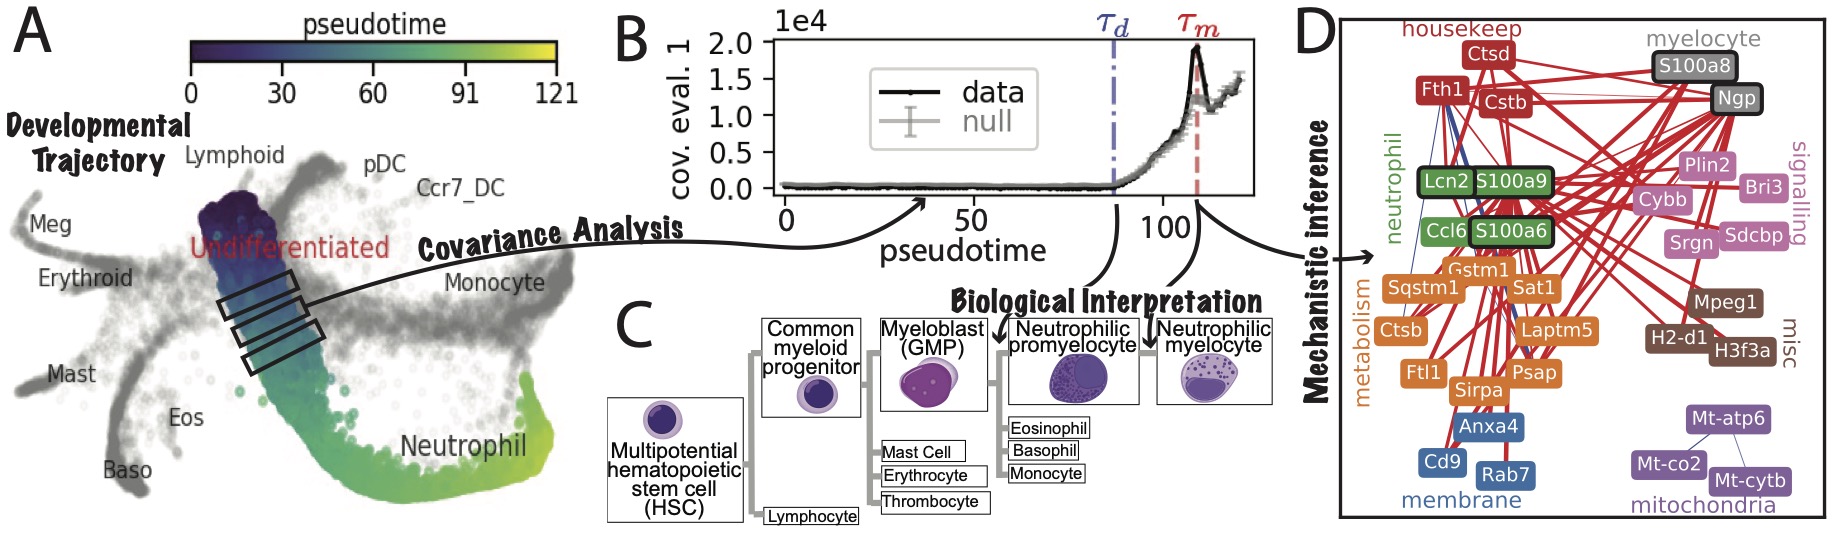 A
pseudotime
0 30 60 91 121
Developmental
Trajectory
Lymphoid
pDC
Ccr7_DC
Meg
Undifferentiated
Erythroid
Monocyte
Mast
Eos
Baso
Neutrophil
Covariance Analysis
B
1e4
τd
τm
cov. eval. 1
2.0
1.5
1.0
0.5
0.0
data
null
0 50 100
pseudotime
Biological Interpretation
C
Common
myeloid
progenitor
Myeloblast
(GMP)
Neutrophilic
promyelocyte
Neutrophilic
myelocyte
Multipotential
hematopoietic
stem cell
(HSC)
Eosinophil
Basophil
Monocyte
Mast Cell
Erythrocyte
Thrombocyte
Lymphocyte
Mechanistic inference
D
housekeep
Ctsd
Fth1
Cstb
myelocyte
S100a8
Ngp
neutrophil
Lcn2
S100a9
Ccl6
S100a6
signalling
Plin2
Bri3
Cybb
Srgn
Sdcbp
metabolism
Gstm1
Sqstm1
Sat1
Ctsb
Laptm5
Ftl1
Psap
Sirpa
misc
Mpeg1
H2-d1
H3f3a
Anxa4
Cd9
Rab7
membrane
Mt-atp6
Mt-co2
Mt-cytb
mitochondria